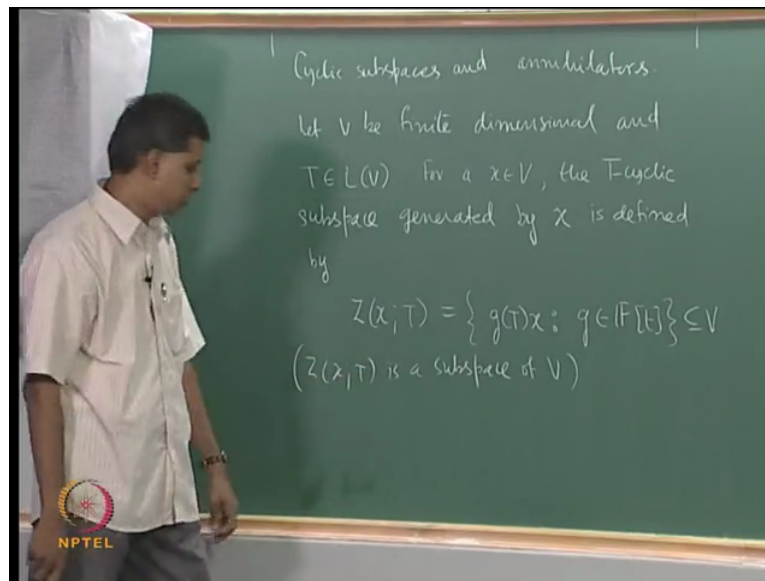 Cyclic subspaces and annihilators.
Let V be finite dimensional and
T ∈ L(V) For a x ∈ V, the T-cyclic
subspace generated by x is defined
by
Z(x; T) = { g(T)x : g ∈ IF[t] } ⊆ V
(Z(x; T) is a subspace of V)
NPTEL